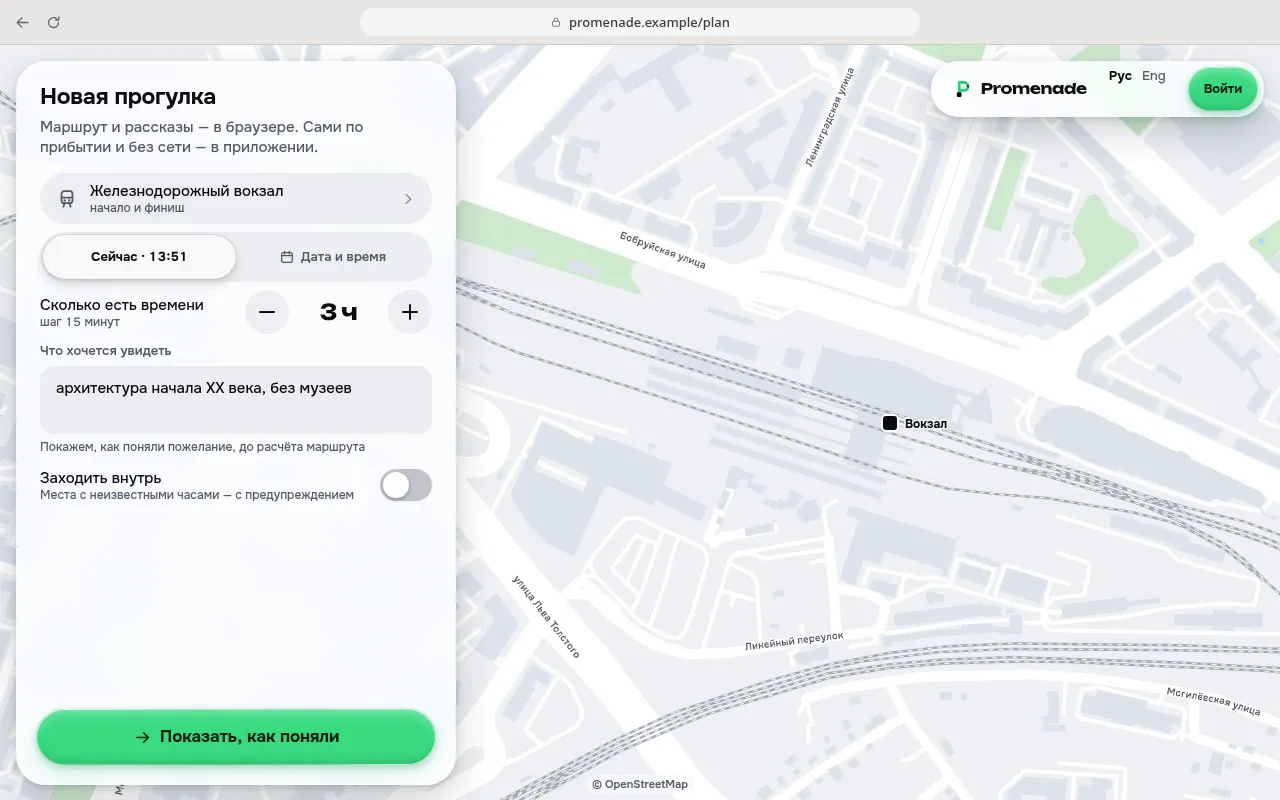 promenade.example/plan
Новая прогулка
Маршрут и рассказы — в браузере. Сами по
прибытии и без сети — в приложении.
Железнодорожный вокзал
начало и финиш
Сейчас · 13:51
Дата и время
Сколько есть времени
шаг 15 минут
3 ч
Что хочется увидеть
архитектура начала XX века, без музеев
Покажем, как поняли пожелание, до расчёта маршрута
Заходить внутрь
Места с неизвестными часами — с предупреждением
Показать, как поняли
Promenade
Рус
Eng
Войти
Ленинградская улица
Бобруйская улица
Вокзал
улица Льва Толстого
Линейный переулок
Могилёвская улица
© OpenStreetMap